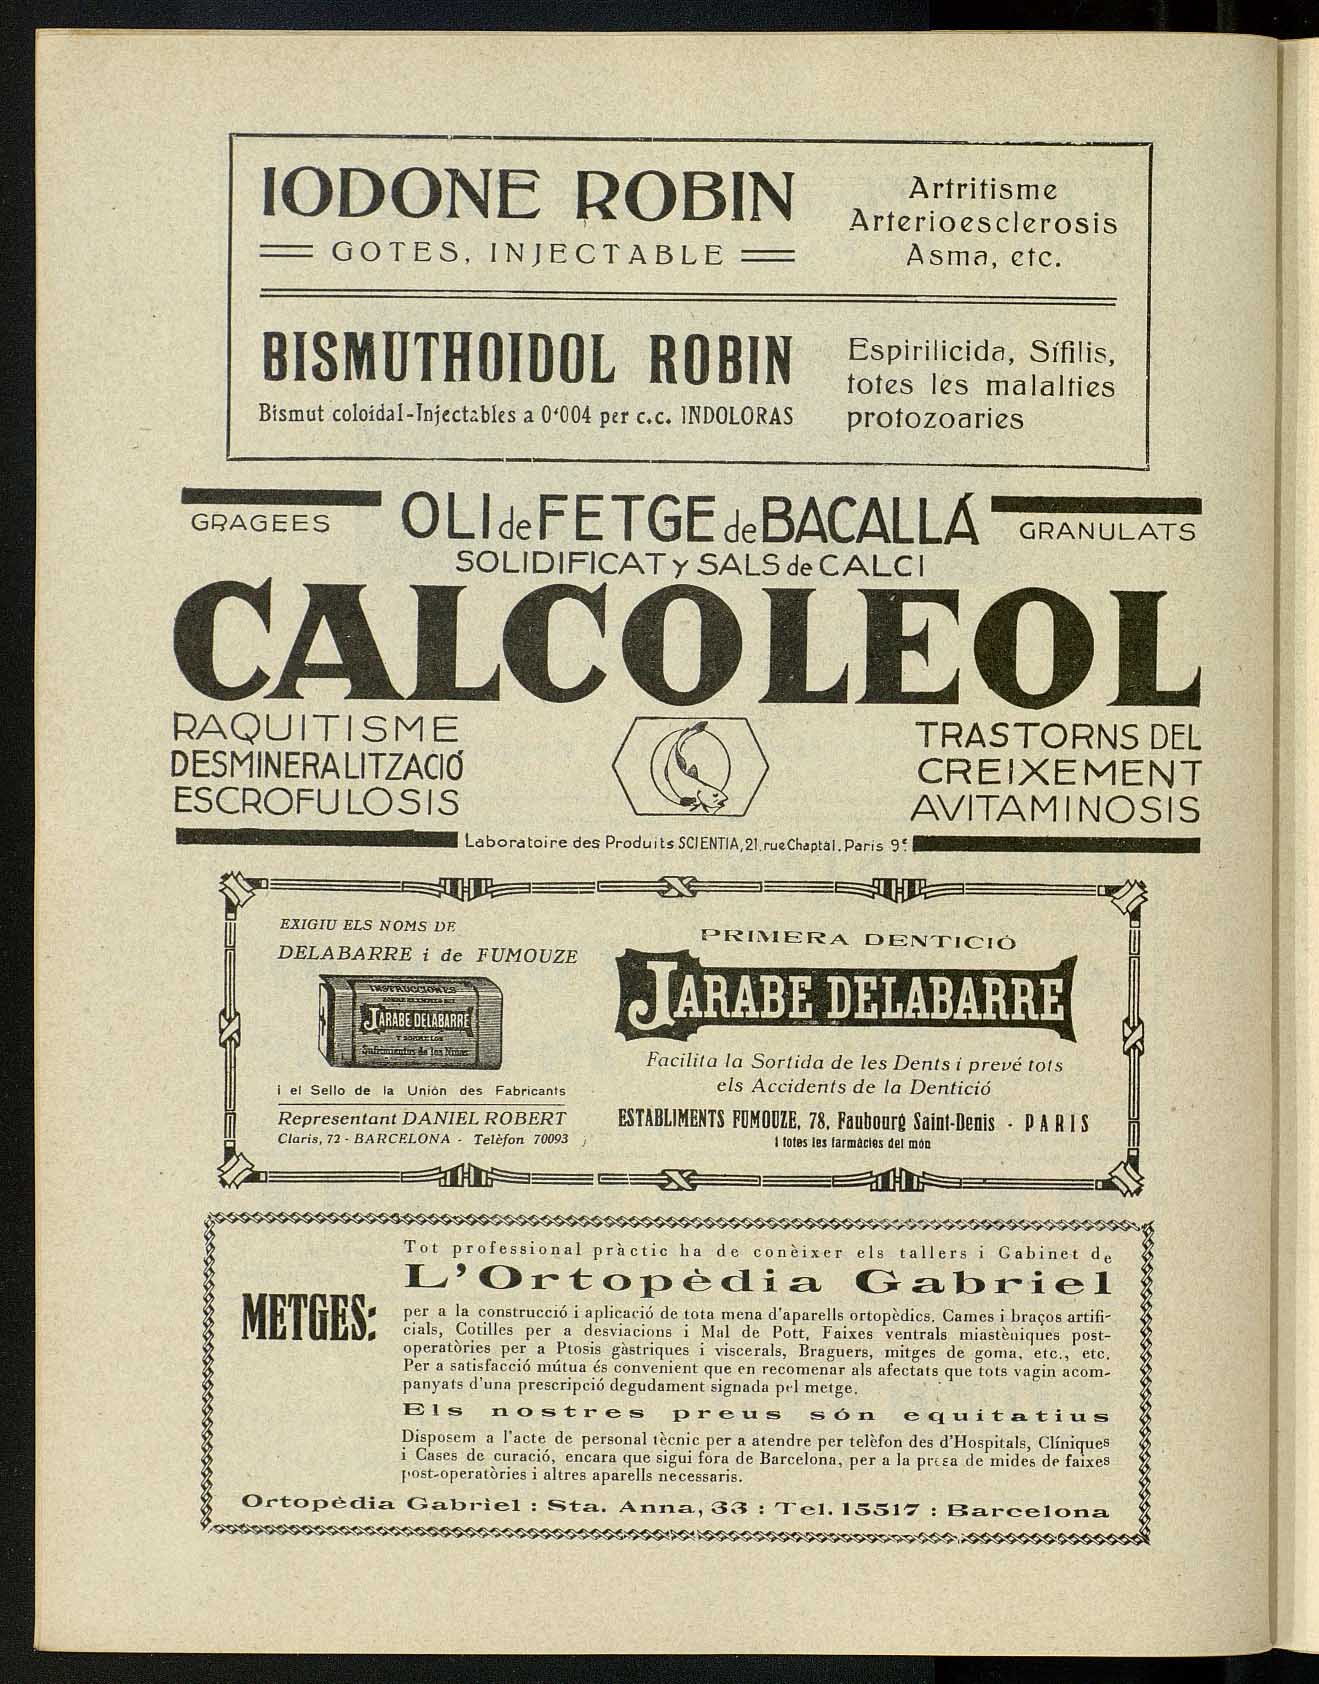 IODONE ROBIN
GOTES, INJECTABLE
Artritisme
Arterioesclerosis
Asma, etc.
BISMUTHOIDOL ROBIN
Bismut coloidal-Injectables a 0'004 per c.c. INDOLORAS
Espirilicida, Sífilis,
totes les malalties
protozoaries
GRAGEES
OLI de FETGE de BACALLÁ
GRANULATS
SOLIDIFICAT y SALS de CALCI
CALCOLEOL
RAQUITISME
DESMINERALITZACIÓ
ESCROFULOSIS
TRASTORNS DEL
CREIXEMENT
AVITAMINOSIS
Laboratoire des Produits SCIENTIA, 21, rue Chaptal. Paris 9e.
EXIGIU ELS NOMS DE
DELABARRE i de FUMOUZE
INSTRUCCIONES
JARABE DELABARRE
Y SOBRE LOS
Sufrimientos de los Niños
i el Sello de la Unión des Fabricants
Representant DANIEL ROBERT
Claris, 72 - BARCELONA - Telèfon 70093
PRIMERA DENTICIÓ
JARABE DELABARRE
Facilita la Sortida de les Dents i prevé tots
els Accidents de la Dentició
ESTABLIMENTS FUMOUZE, 78, Faubourg Saint-Denis - PARIS
i totes les farmàcies del món
METGES:
Tot professional pràctic ha de conèixer els tallers i Gabinet de
L'Ortopèdia Gabriel
per a la construcció i aplicació de tota mena d'aparells ortopèdics. Cames i braços artifi-
cials, Cotilles per a desviacions i Mal de Pott, Faixes ventrals miastèniques post-
operatòries per a Ptosis gàstriques i viscerals, Braguers, mitges de goma, etc., etc.
Per a satisfacció mútua és convenient que en recomenar als afectats que tots vagin acom-
panyats d'una prescripció degudament signada pel metge.
Els nostres preus són equitatius
Disposem a l'acte de personal tècnic per a atendre per telèfon des d'Hospitals, Clíniques
i Cases de curació, encara que sigui fora de Barcelona, per a la presa de mides de faixes
post-operatòries i altres aparells necessaris.
Ortopèdia Gabriel : Sta. Anna, 33 : Tel. 15517 : Barcelona